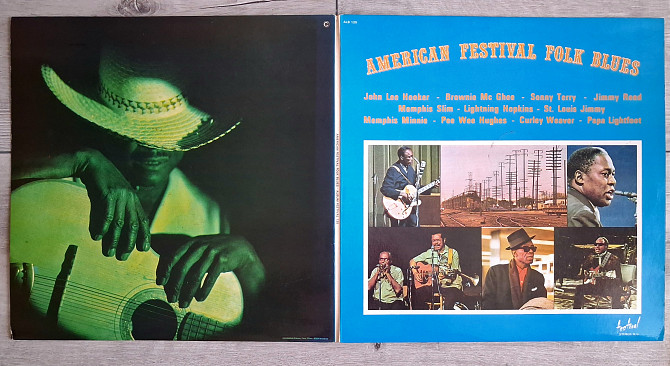 AMERICAN FESTIVAL FOLK BLUES
John Lee Hooker - Brownie Mc Ghee - Sonny Terry - Jimmy Reed
Memphis Slim - Lightning Hopkins - St. Louis Jimmy
Memphis Minnie - Pee Wee Hughes - Curley Weaver - Papa Lightfoot
festival